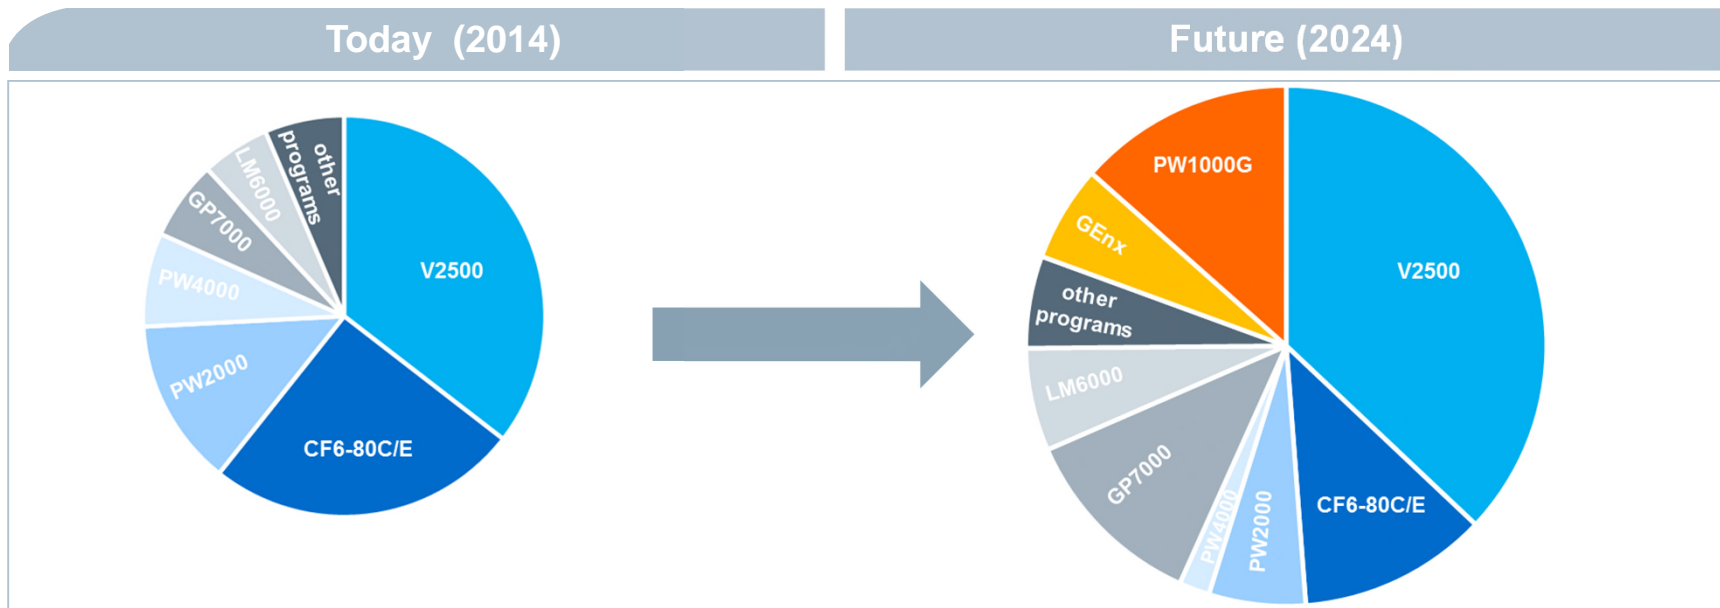 Today (2014)
Future (2024)
other
programs
LM6000
GP7000
PW4000
PW2000
CF6-80C/E
V2500
PW1000G
GEnx
other
programs
LM6000
GP7000
PW4000
PW2000
CF6-80C/E
V2500